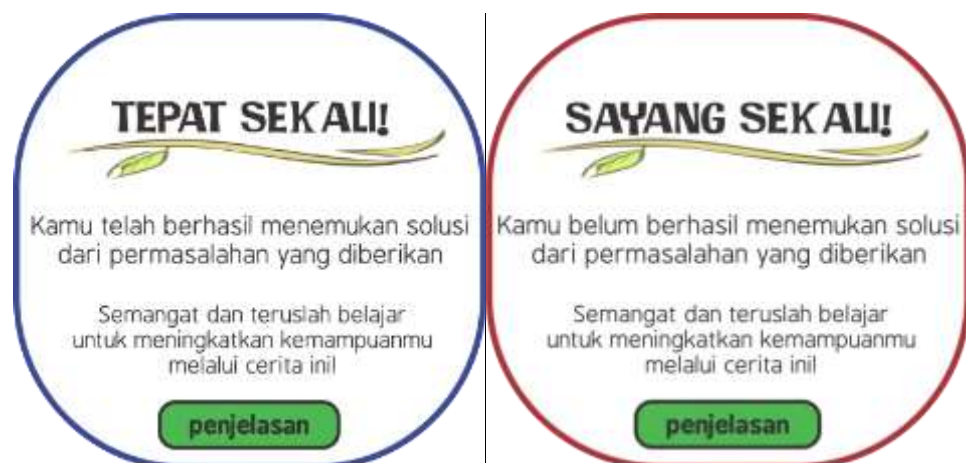 TEPAT SEKALI!
Kamu telah berhasil menemukan solusi
dari permasalahan yang diberikan
Semangat dan teruslah belajar
untuk meningkatkan kemampuanmu
melalui cerita ini!
penjelasan
SAYANG SEKALI!
Kamu belum berhasil menemukan solusi
dari permasalahan yang diberikan
Semangat dan teruslah belajar
untuk meningkatkan kemampuanmu
melalui cerita ini!
penjelasan